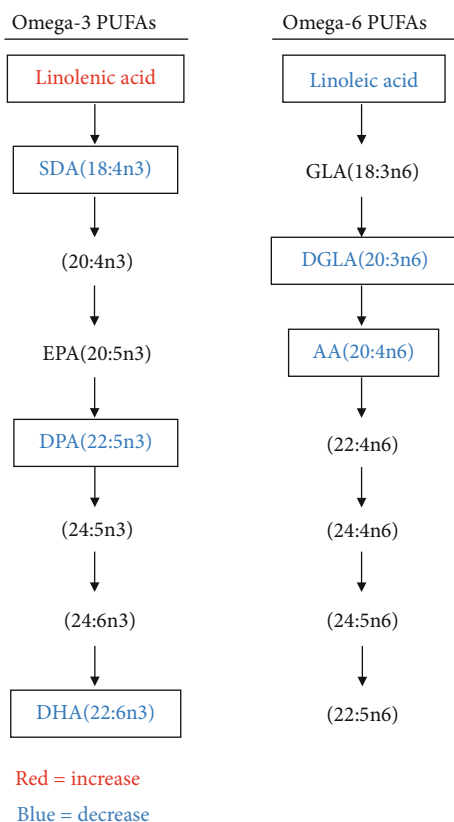 Omega-3 PUFAs
Linolenic acid
SDA(18:4n3)
(20:4n3)
EPA(20:5n3)
DPA(22:5n3)
(24:5n3)
(24:6n3)
DHA(22:6n3)
Omega-6 PUFAs
Linoleic acid
GLA(18:3n6)
DGLA(20:3n6)
AA(20:4n6)
(22:4n6)
(24:4n6)
(24:5n6)
(22:5n6)
Red = increase
Blue = decrease